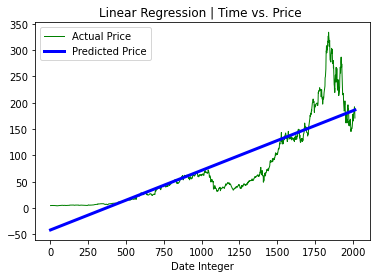 Linear Regression | Time vs. Price
Actual Price
Predicted Price
350
300
250
200
150
100
50
0
−50
0 250 500 750 1000 1250 1500 1750 2000
Date Integer